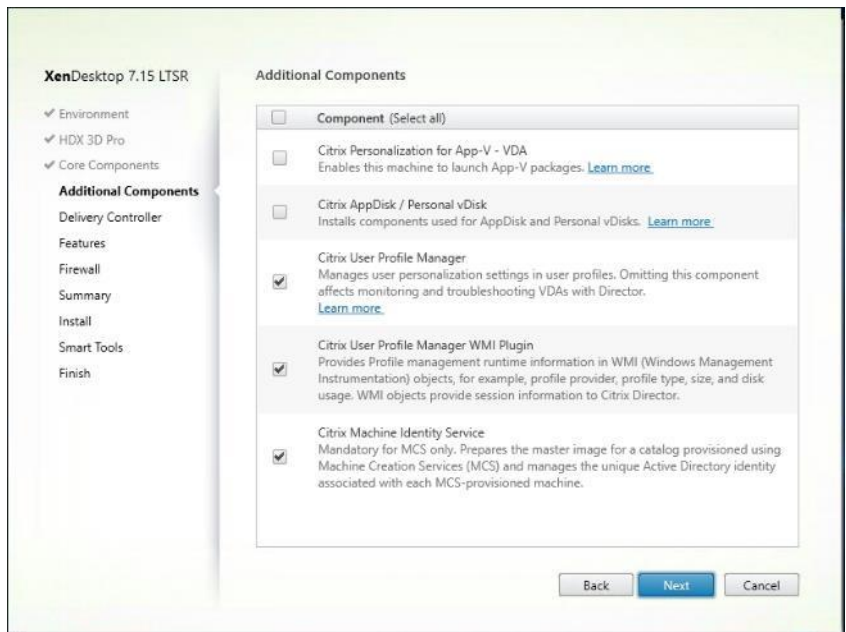 XenDesktop 7.15 LTSR
Environment
HDX 3D Pro
Core Components
Additional Components
Delivery Controller
Features
Firewall
Summary
Install
Smart Tools
Finish
Additional Components
Component (Select all)
Citrix Personalization for App-V - VDA
Enables this machine to launch App-V packages. Learn more
Citrix AppDisk / Personal vDisk
Installs components used for AppDisk and Personal vDisks. Learn more
Citrix User Profile Manager
Manages user personalization settings in user profiles. Omitting this component
affects monitoring and troubleshooting VDAs with Director.
Learn more
Citrix User Profile Manager WMI Plugin
Provides Profile management runtime information in WMI (Windows Management
Instrumentation) objects, for example, profile provider, profile type, size, and disk
usage. WMI objects provide session information to Citrix Director.
Citrix Machine Identity Service
Mandatory for MCS only. Prepares the master image for a catalog provisioned using
Machine Creation Services (MCS) and manages the unique Active Directory identity
associated with each MCS-provisioned machine.
Back Next Cancel